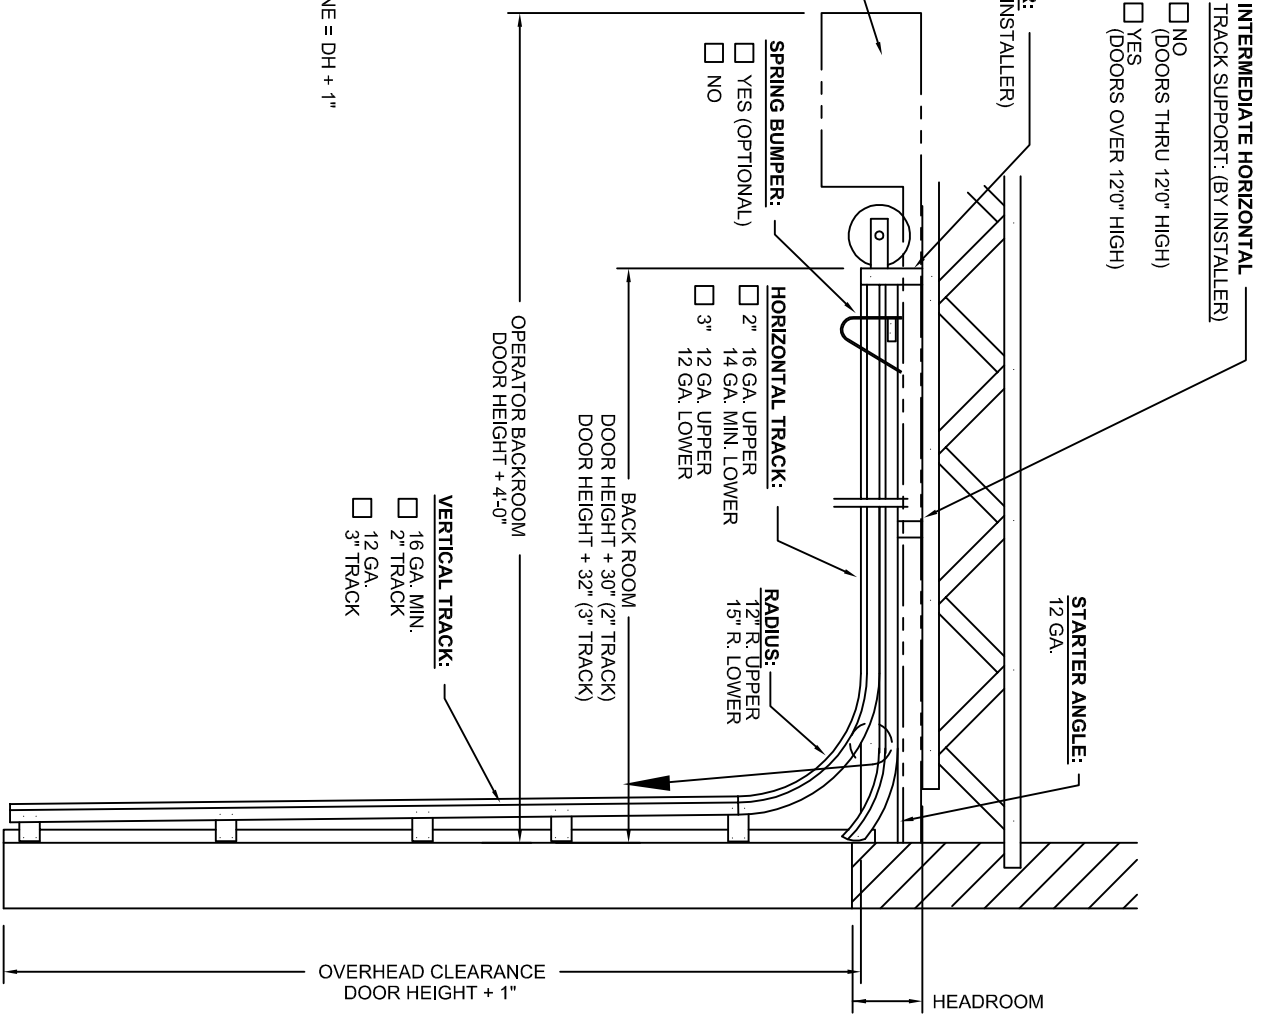 INTERMEDIATE HORIZONTAL
TRACK SUPPORT: (BY INSTALLER)
NO
(DOORS THRU 12'0" HIGH)
YES
(DOORS OVER 12'0" HIGH)
R:
INSTALLER)
STARTER ANGLE:
12 GA.
SPRING BUMPER:
YES (OPTIONAL)
NO
HORIZONTAL TRACK:
2" 16 GA. UPPER
14 GA. MIN. LOWER
3" 12 GA. UPPER
12 GA. LOWER
RADIUS:
12" R. UPPER
15" R. LOWER
BACK ROOM
DOOR HEIGHT + 30" (2" TRACK)
DOOR HEIGHT + 32" (3" TRACK)
OPERATOR BACKROOM
DOOR HEIGHT + 4'-0"
VERTICAL TRACK:
16 GA. MIN.
2" TRACK
12 GA.
3" TRACK
NE = DH + 1"
OVERHEAD CLEARANCE
DOOR HEIGHT + 1"
HEADROOM